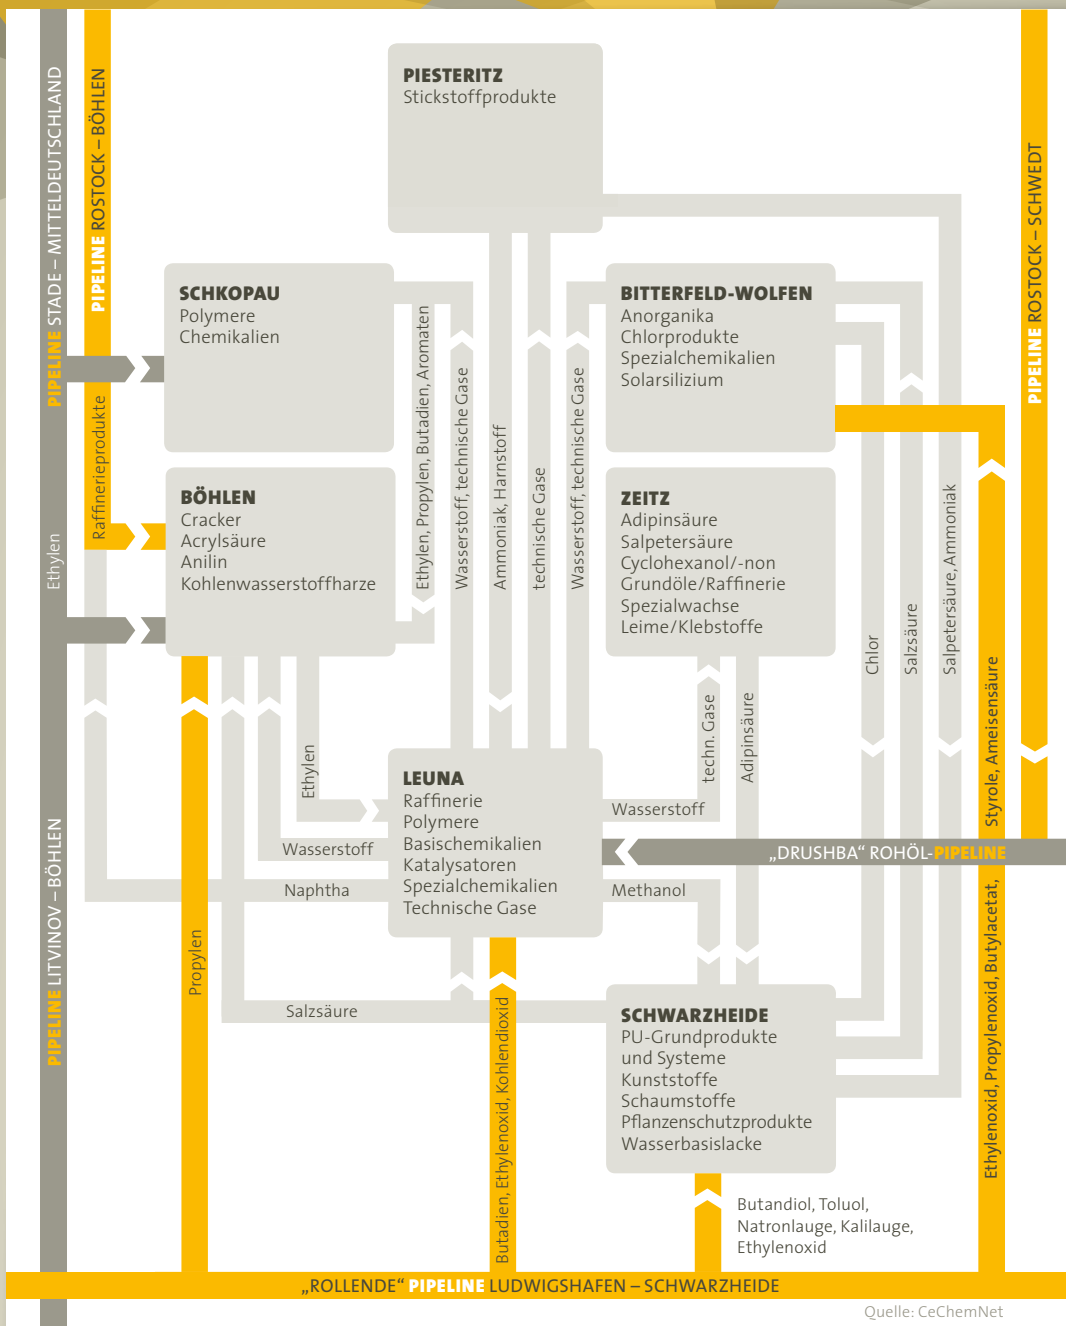 PIPELINE STADE – MITTELDEUTSCHLAND
PIPELINE ROSTOCK – BÖHLEN
PIESTERITZ
Stickstoffprodukte
PIPELINE ROSTOCK – SCHWEDT
SCHKOPAU
Polymere
Chemikalien
BITTERFELD-WOLFEN
Anorganika
Chlorprodukte
Spezialchemikalien
Solarsilizium
Raffinerieprodukte
Ethylen
BÖHLEN
Cracker
Acrylsäure
Anilin
Kohlenwasserstoffharze
Ethylen, Propylen, Butadien, Aromaten
Wasserstoff, technische Gase
Ammoniak, Harnstoff
technische Gase
Wasserstoff, technische Gase
ZEITZ
Adipinsäure
Salpetersäure
Cyclohexanol/-non
Grundöle/Raffinerie
Spezialwachse
Leime/Klebstoffe
Chlor
Salzsäure
Salpetersäure, Ammoniak
Styrole, Ameisensäure
Ethylenoxid, Propylenoxid, Butylacetat,
Ethylen
techn. Gase
Adipinsäure
LEUNA
Raffinerie
Polymere
Basischemikalien
Katalysatoren
Spezialchemikalien
Technische Gase
Wasserstoff
Wasserstoff
Naphtha
Methanol
„DRUSHBA“ ROHÖL-PIPELINE
PIPELINE LITVINOV – BÖHLEN
Propylen
Salzsäure
Butadien, Ethylenoxid, Kohlendioxid
SCHWARZHEIDE
PU-Grundprodukte
und Systeme
Kunststoffe
Schaumstoffe
Pflanzenschutzprodukte
Wasserbasislacke
Butandiol, Toluol,
Natronlauge, Kalilauge,
Ethylenoxid
„ROLLENDE“ PIPELINE LUDWIGSHAFEN – SCHWARZHEIDE
Quelle: CeChemNet